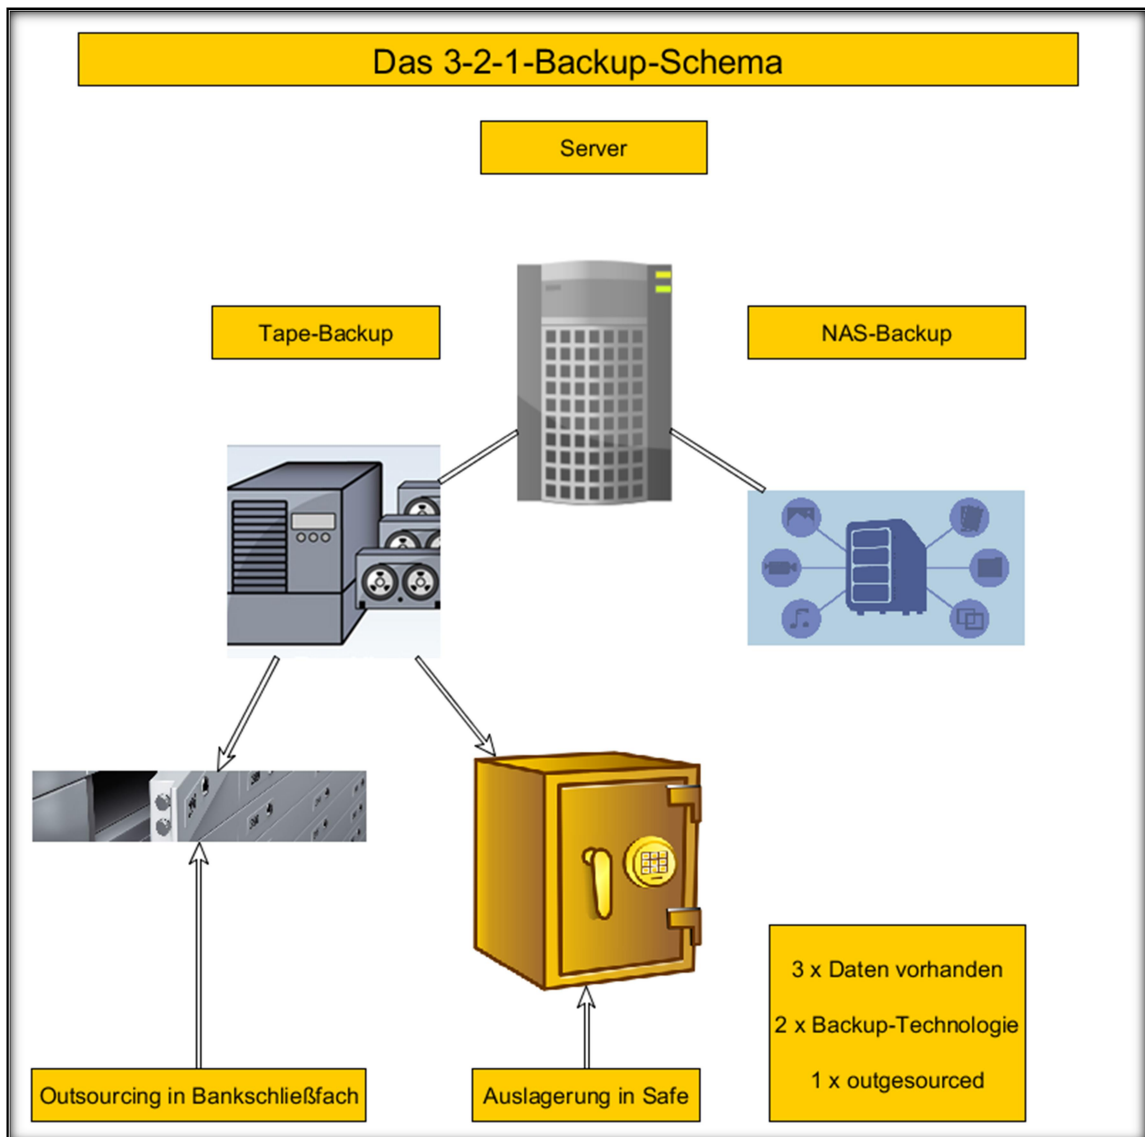 Das 3-2-1-Backup-Schema
Server
Tape-Backup
NAS-Backup
Outsourcing in Bankschließfach
Auslagerung in Safe
3 x Daten vorhanden
2 x Backup-Technologie
1 x outgesourced